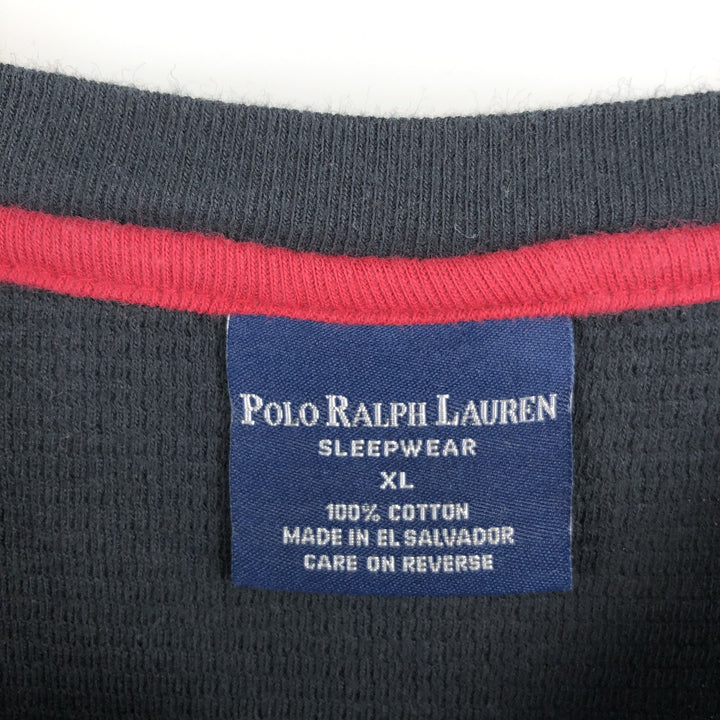 POLO RALPH LAUREN
SLEEPWEAR
XL
100% COTTON
MADE IN EL SALVADOR
CARE ON REVERSE